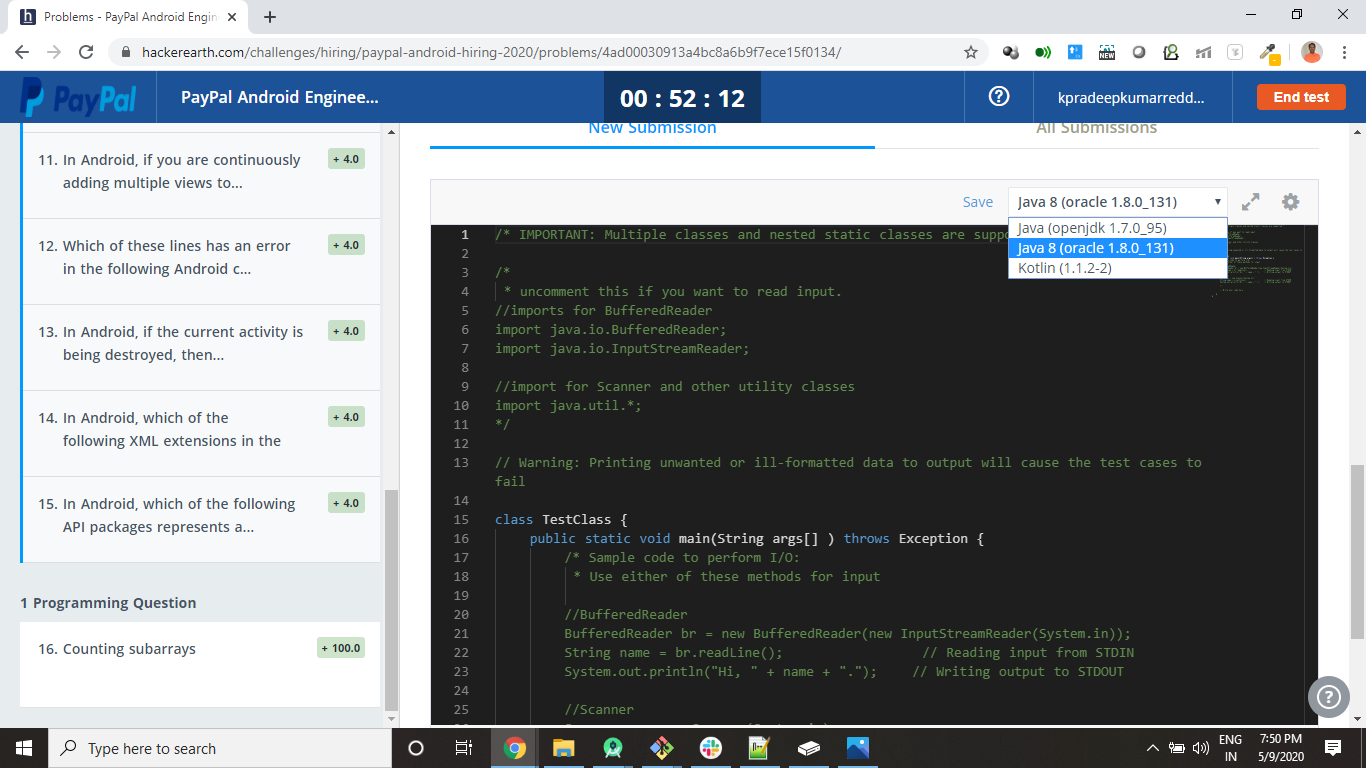 Problems - PayPal Android Engin
hackerearth.com/challenges/hiring/paypal-android-hiring-2020/problems/4ad00030913a4bc8a6b9f7ece15f0134/
NEW
PayPal
PayPal Android Enginee...
00 : 52 : 12
kpradeepkumarredd...
End test
11. In Android, if you are continuously
adding multiple views to...
+ 4.0
12. Which of these lines has an error
in the following Android c...
+ 4.0
13. In Android, if the current activity is
being destroyed, then...
+ 4.0
14. In Android, which of the
following XML extensions in the
+ 4.0
15. In Android, which of the following
API packages represents a...
+ 4.0
1 Programming Question
16. Counting subarrays
+ 100.0
New Submission
All Submissions
Save
Java 8 (oracle 1.8.0_131)
Java (openjdk 1.7.0_95)
Java 8 (oracle 1.8.0_131)
Kotlin (1.1.2-2)
1 /* IMPORTANT: Multiple classes and nested static classes are suppo
2
3 /*
4 * uncomment this if you want to read input.
5 //imports for BufferedReader
6 import java.io.BufferedReader;
7 import java.io.InputStreamReader;
8
9 //import for Scanner and other utility classes
10 import java.util.*;
11 */
12
13 // Warning: Printing unwanted or ill-formatted data to output will cause the test cases to
fail
14
15 class TestClass {
16 public static void main(String args[] ) throws Exception {
17 /* Sample code to perform I/O:
18 * Use either of these methods for input
19
20 //BufferedReader
21 BufferedReader br = new BufferedReader(new InputStreamReader(System.in));
22 String name = br.readLine(); // Reading input from STDIN
23 System.out.println("Hi, " + name + "."); // Writing output to STDOUT
24
25 //Scanner
Type here to search
ENG
IN
7:50 PM
5/9/2020